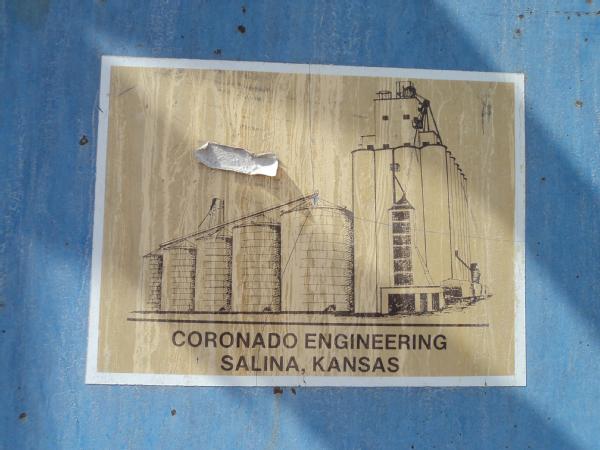 CORONADO ENGINEERING
SALINA, KANSAS